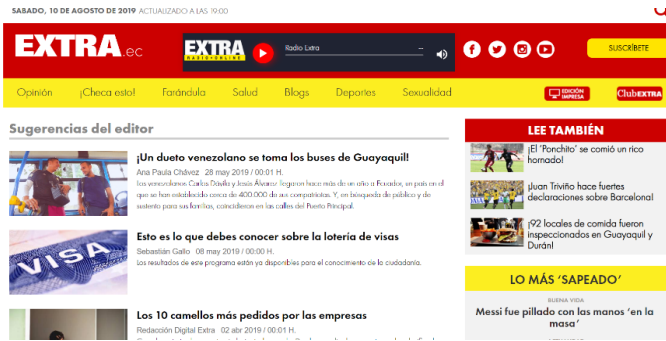 SABADO, 10 DE AGOSTO DE 2019 ACTUALIZADO A LAS 19:00
EXTRA.ec
EXTRA
RADIO+ONLINE
Radio Extra
--
SUSCRÍBETE
Opinión ¡Checa esto! Farándula Salud Blogs Deportes Sexualidad
EDICIÓN
IMPRESA
Club EXTRA
Sugerencias del editor
¡Un dueto venezolano se toma los buses de Guayaquil!
Ana Paula Chávez 28 may 2019 / 00:01 H.
Los venezolanos Carlos Dávila y Jesús Álvarez llegaron hace más de un año a Ecuador, un país en el
que se han establecido cerca de 400.000 de sus compatriotas. Y, en búsqueda de público y de
sustento para sus familias, coincidieron en las calles del Puerto Principal.
VISA
Esto es lo que debes conocer sobre la lotería de visas
Sebastián Gallo 08 may 2019 / 00:00 H.
Los resultados de este programa están ya disponibles para el conocimiento de la ciudadanía.
Los 10 camellos más pedidos por las empresas
Redacción Digital Extra 02 abr 2019 / 00:01 H.
LEE TAMBIÉN
¡El ‘Ponchito’ se comió un rico
hornado!
¡Juan Triviño hace fuertes
declaraciones sobre Barcelona!
¡92 locales de comida fueron
inspeccionados en Guayaquil y
Durán!
LO MÁS ‘SAPEADO’
BUENA VIDA
Messi fue pillado con las manos ‘en la
masa’